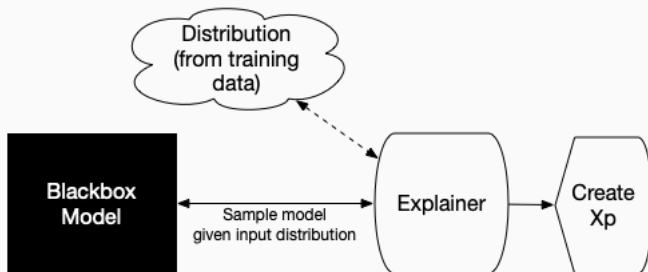 Distribution
(from training
data)
Blackbox
Model
Sample model
given input distribution
Explainer
Create
Xp